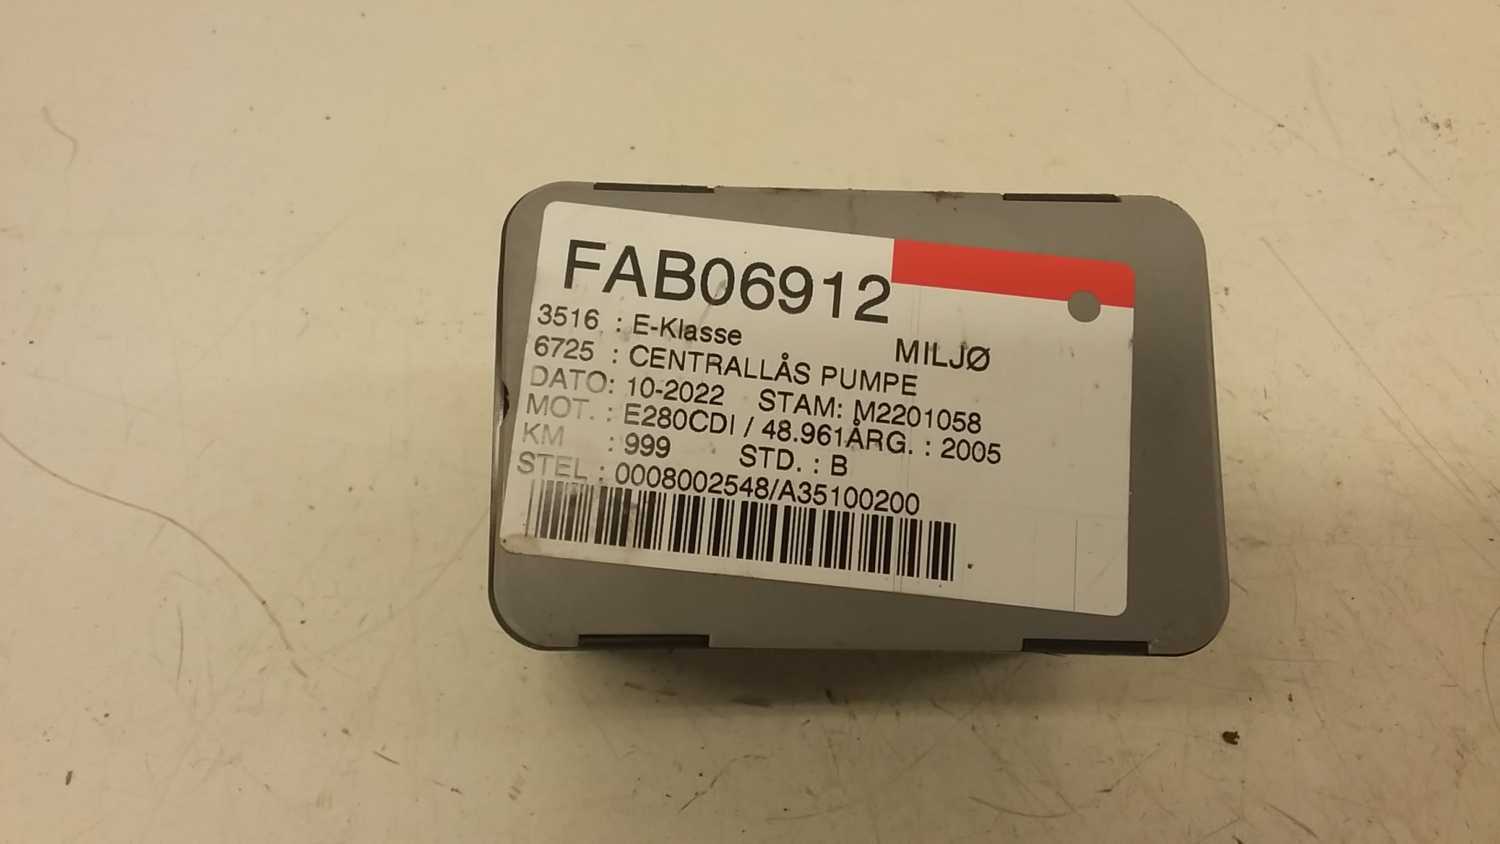 FAB06912
3516 : E-Klasse MILJØ
6725 : CENTRALLÅS PUMPE
DATO: 10-2022 STAM: M2201058
MOT. : E280CDI / 48.961ÅRG. : 2005
KM : 999 STD. : B
STEL : 0008002548/A35100200